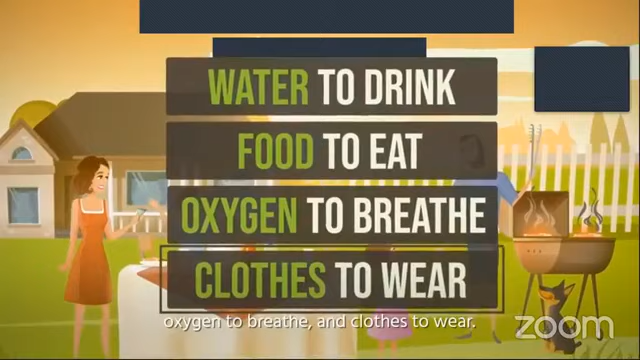 WATER TO DRINK
FOOD TO EAT
OXYGEN TO BREATHE
CLOTHES TO WEAR
oxygen to breathe, and clothes to wear.
zoom